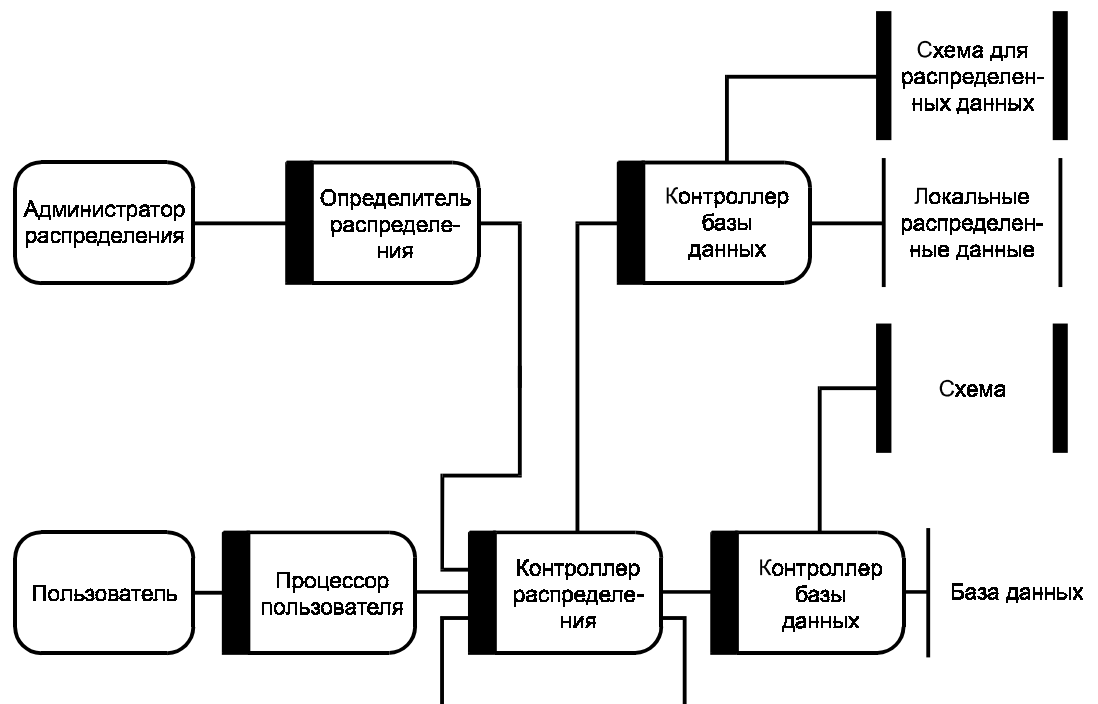 Схема для
распределен-
ных данных
Администратор
распределения
Определитель
распределе-
ния
Контроллер
базы
данных
Локальные
распределен-
ные данные
Схема
Пользователь
Процессор
пользователя
Контроллер
распределе-
ния
Контроллер
базы
данных
База данных